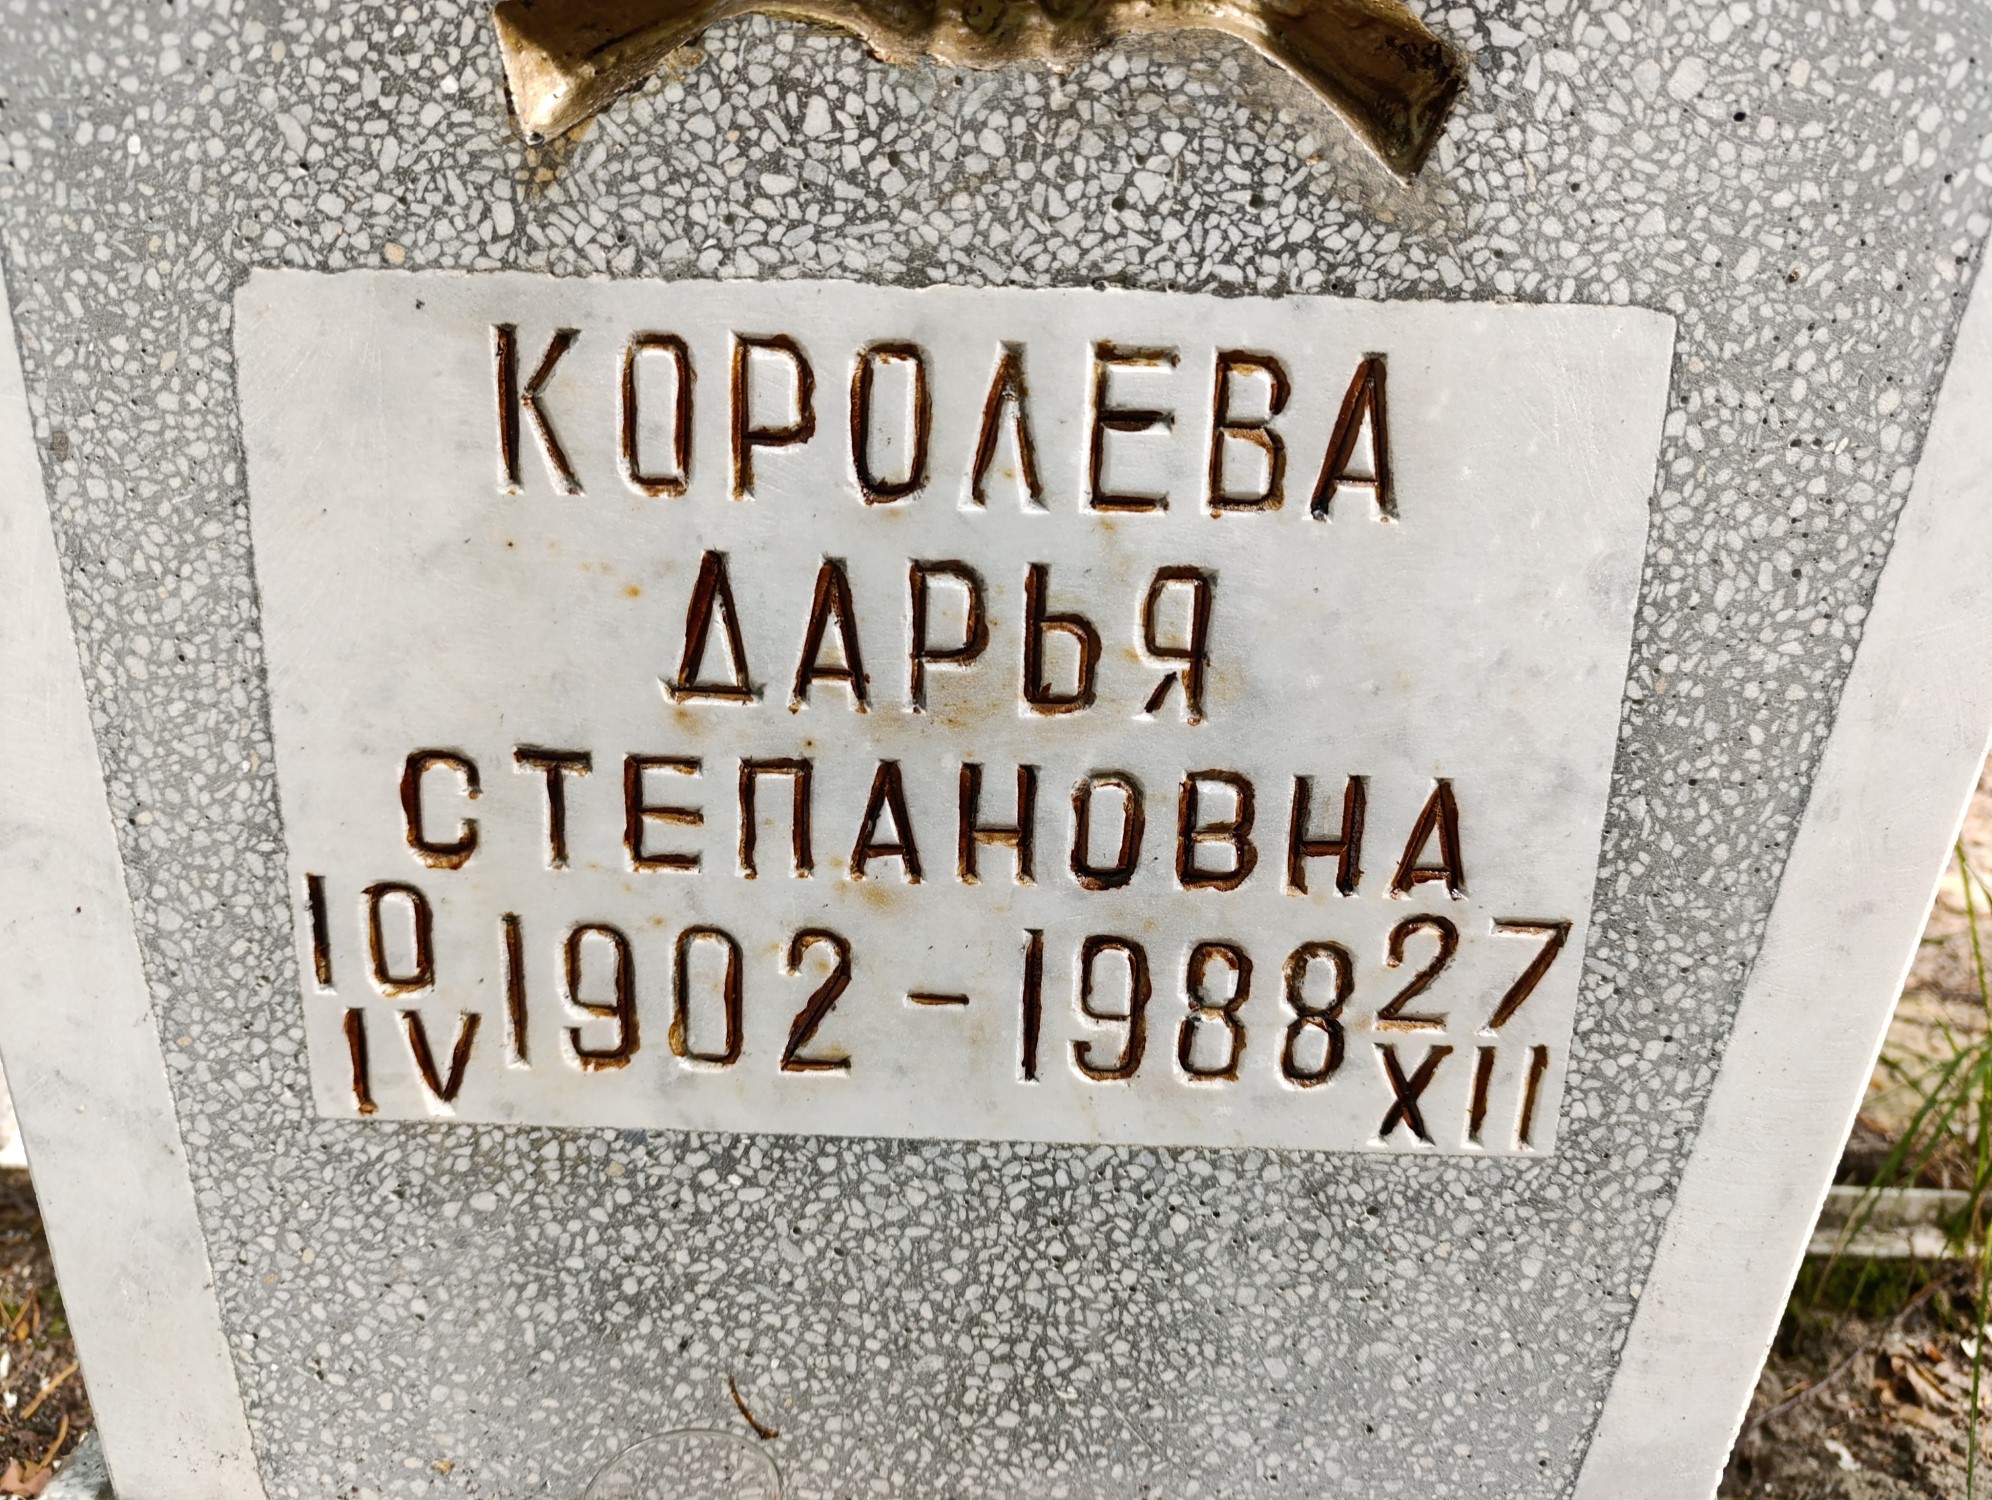 КОРОЛЕВА
ДАРЬЯ
СТЕПАНОВНА
10 IV 1902 - 1988 27 XII